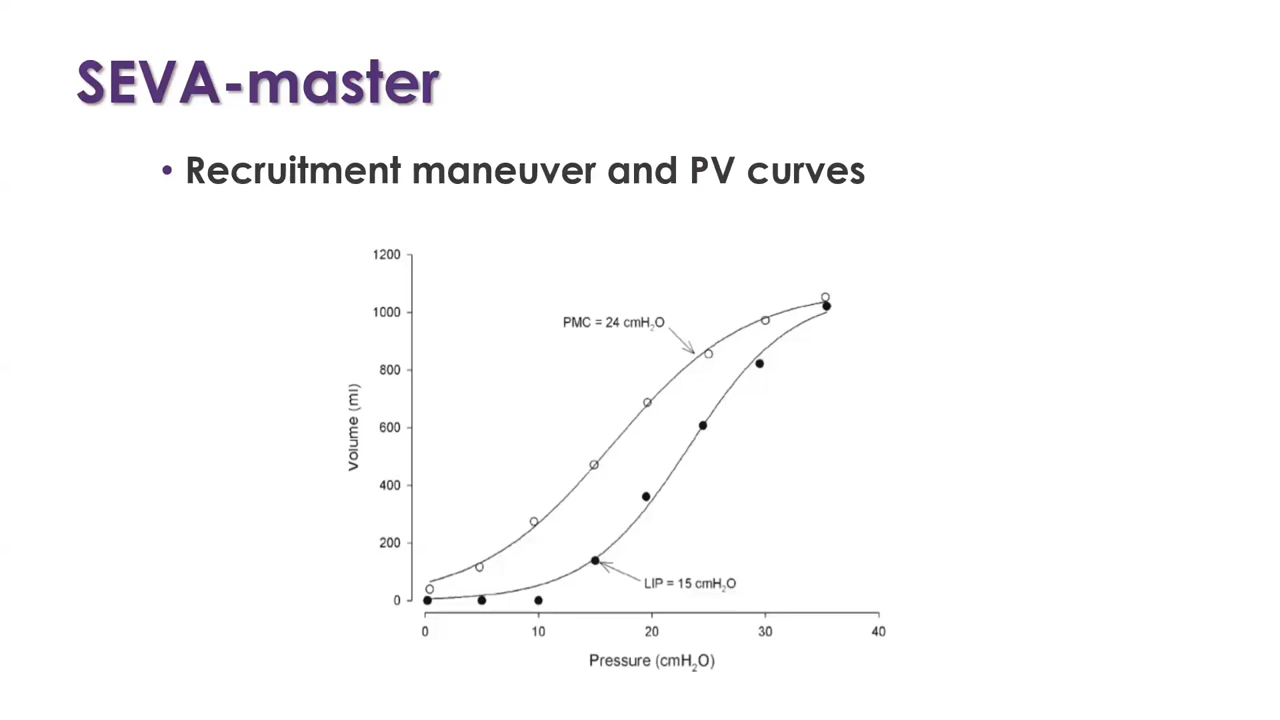 SEVA-master
• Recruitment maneuver and PV curves
1200
1000
800
600
400
200
0
Volume (ml)
PMC = 24 cmH₂O
LIP = 15 cmH₂O
0 10 20 30 40
Pressure (cmH₂O)